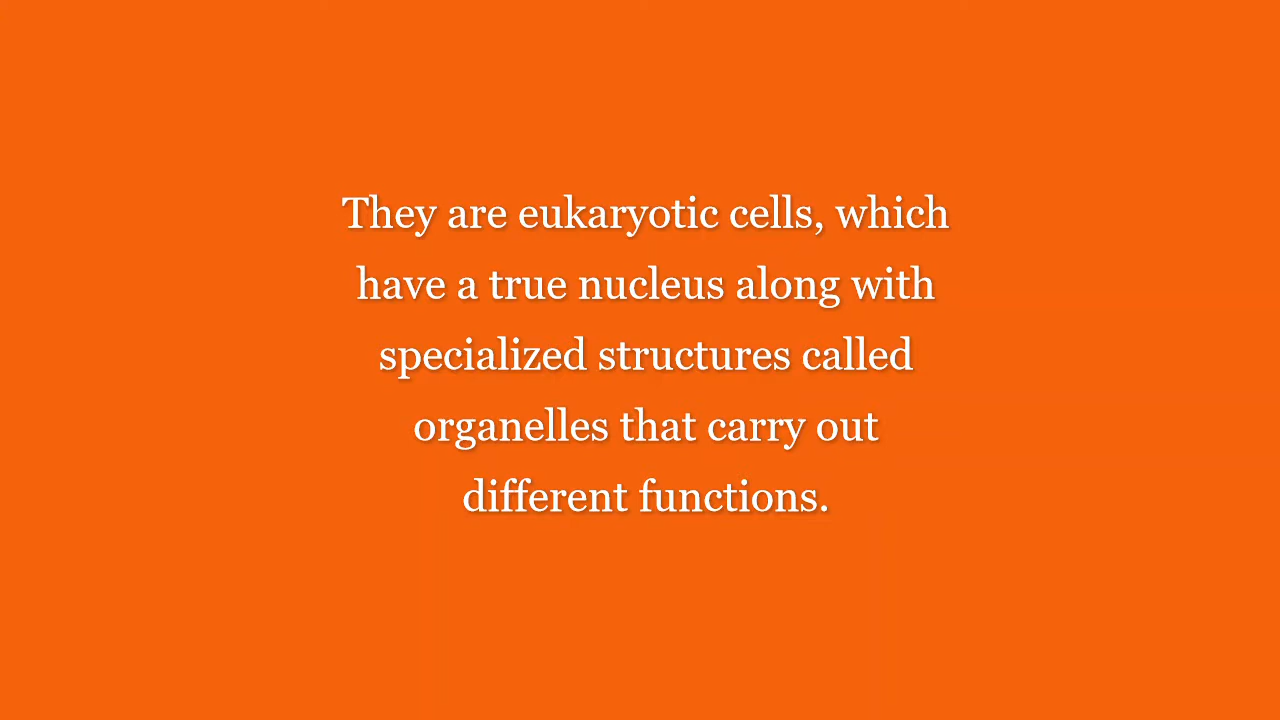 They are eukaryotic cells, which
have a true nucleus along with
specialized structures called
organelles that carry out
different functions.